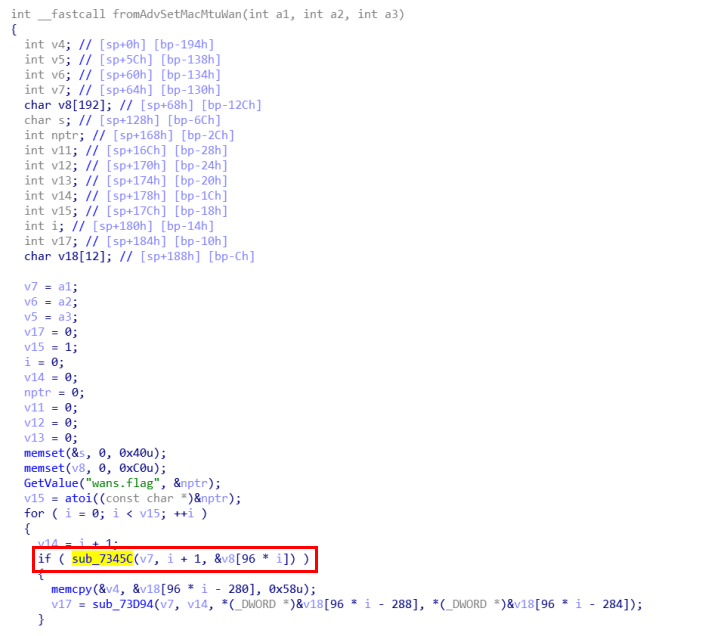 int __fastcall fromAdvSetMacMtuWan(int a1, int a2, int a3)
{
int v4; // [sp+0h] [bp-194h]
int v5; // [sp+5Ch] [bp-138h]
int v6; // [sp+60h] [bp-134h]
int v7; // [sp+64h] [bp-130h]
char v8[192]; // [sp+68h] [bp-12Ch]
char s; // [sp+128h] [bp-6Ch]
int nptr; // [sp+168h] [bp-2Ch]
int v11; // [sp+16Ch] [bp-28h]
int v12; // [sp+170h] [bp-24h]
int v13; // [sp+174h] [bp-20h]
int v14; // [sp+178h] [bp-1Ch]
int v15; // [sp+17Ch] [bp-18h]
int i; // [sp+180h] [bp-14h]
int v17; // [sp+184h] [bp-10h]
char v18[12]; // [sp+188h] [bp-Ch]
v7 = a1;
v6 = a2;
v5 = a3;
v17 = 0;
v15 = 1;
i = 0;
v14 = 0;
nptr = 0;
v11 = 0;
v12 = 0;
v13 = 0;
memset(&s, 0, 0x40u);
memset(v8, 0, 0xC0u);
GetValue("wans.flag", &nptr);
v15 = atoi((const char *)&nptr);
for ( i = 0; i < v15; ++i )
{
v14 = i + 1;
if ( sub_7345C(v7, i + 1, &v8[96 * i]) )
{
memcpy(&v4, &v18[96 * i - 280], 0x58u);
v17 = sub_73D94(v7, v14, *(_DWORD *)&v18[96 * i - 288], *(_DWORD *)&v18[96 * i - 284]);
}